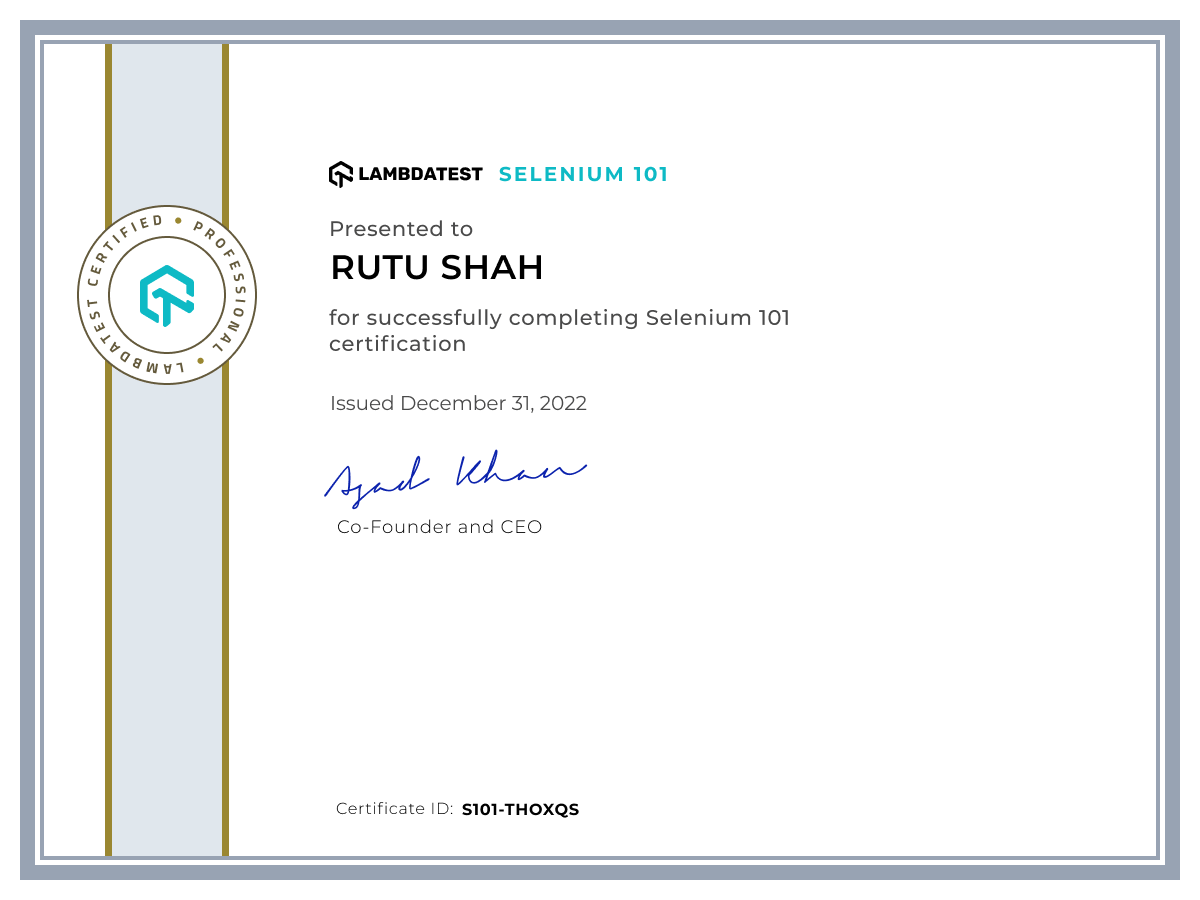 LAMBDATEST SELENIUM 101
LAMBDATEST CERTIFIED • PROFESSIONAL •
Presented to
RUTU SHAH
for successfully completing Selenium 101
certification
Issued December 31, 2022
Asad Khan
Co-Founder and CEO
Certificate ID: S101-THOXQS